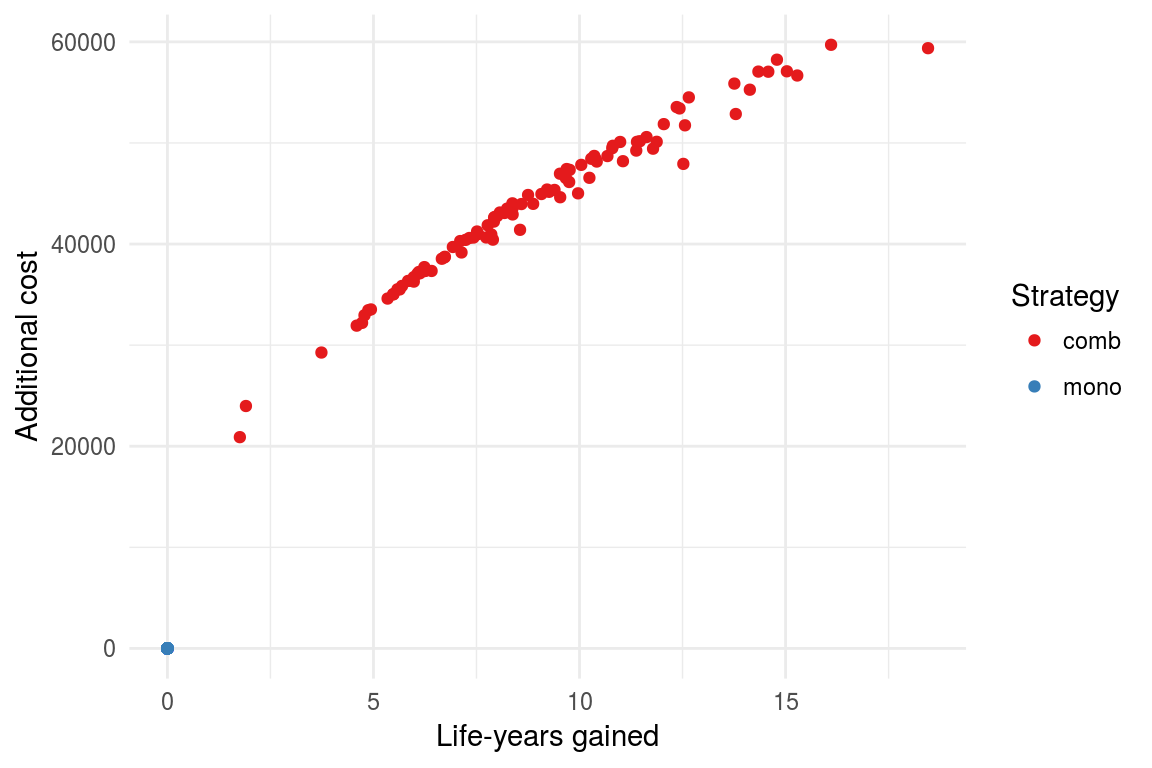 60000
40000
20000
0
Additional cost
0 5 10 15
Life-years gained
Strategy
comb
mono